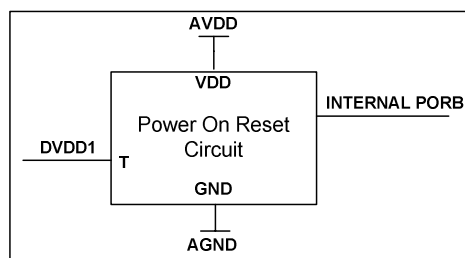 AVDD
VDD
INTERNAL PORB
Power On Reset
Circuit
DVDD1
T
GND
AGND